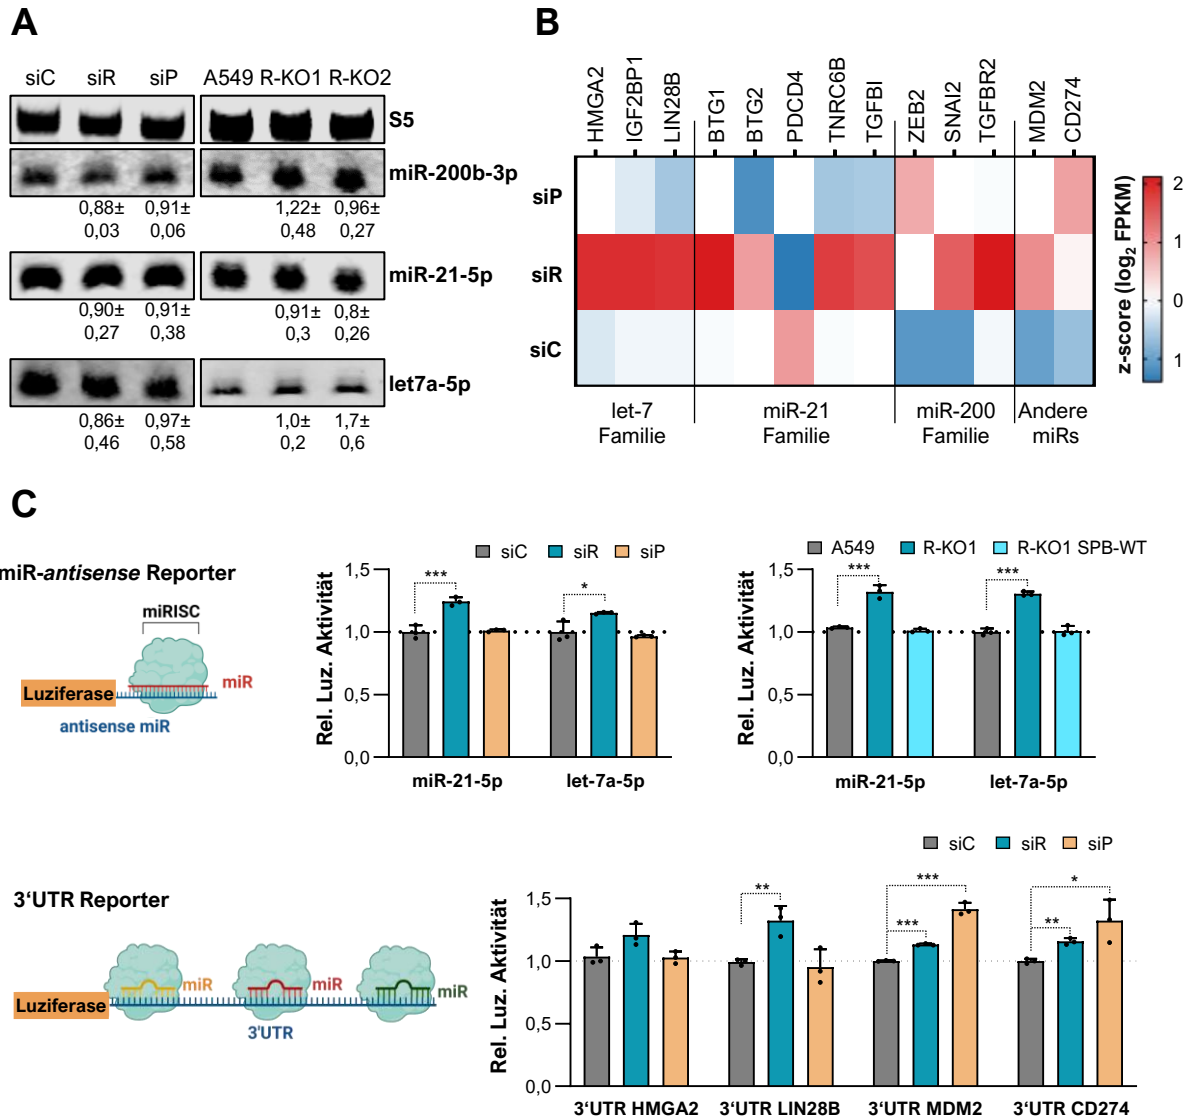 A
siC siR siP A549 R-KO1 R-KO2
S5
miR-200b-3p
0,88± 0,91± 1,22± 0,96±
0,03 0,06 0,48 0,27
miR-21-5p
0,90± 0,91± 0,91± 0,8±
0,27 0,38 0,3 0,26
let7a-5p
0,86± 0,97± 1,0± 1,7±
0,46 0,58 0,2 0,6
B
HMGA2
IGF2BP1
LIN28B
BTG1
BTG2
PDCD4
TNRC6B
TGFBI
ZEB2
SNAI2
TGFBR2
MDM2
CD274
siP
siR
siC
let-7 miR-21 miR-200 Andere
Familie Familie Familie miRs
2
1
0
1
z-score (log2 FPKM)
C
miR-antisense Reporter
miRISC
miR
Luziferase
antisense miR
siC siR siP
Rel. Luz. Aktivität
1,5
1,0
0,5
0,0
*** *
miR-21-5p let-7a-5p
A549 R-KO1 R-KO1 SPB-WT
Rel. Luz. Aktivität
1,5
1,0
0,5
0,0
*** ***
miR-21-5p let-7a-5p
3‘UTR Reporter
miR miR miR
Luziferase
3'UTR
siC siR siP
Rel. Luz. Aktivität
1,5
1,0
0,5
0,0
*** *
** *** **
3‘UTR HMGA2 3‘UTR LIN28B 3‘UTR MDM2 3‘UTR CD274